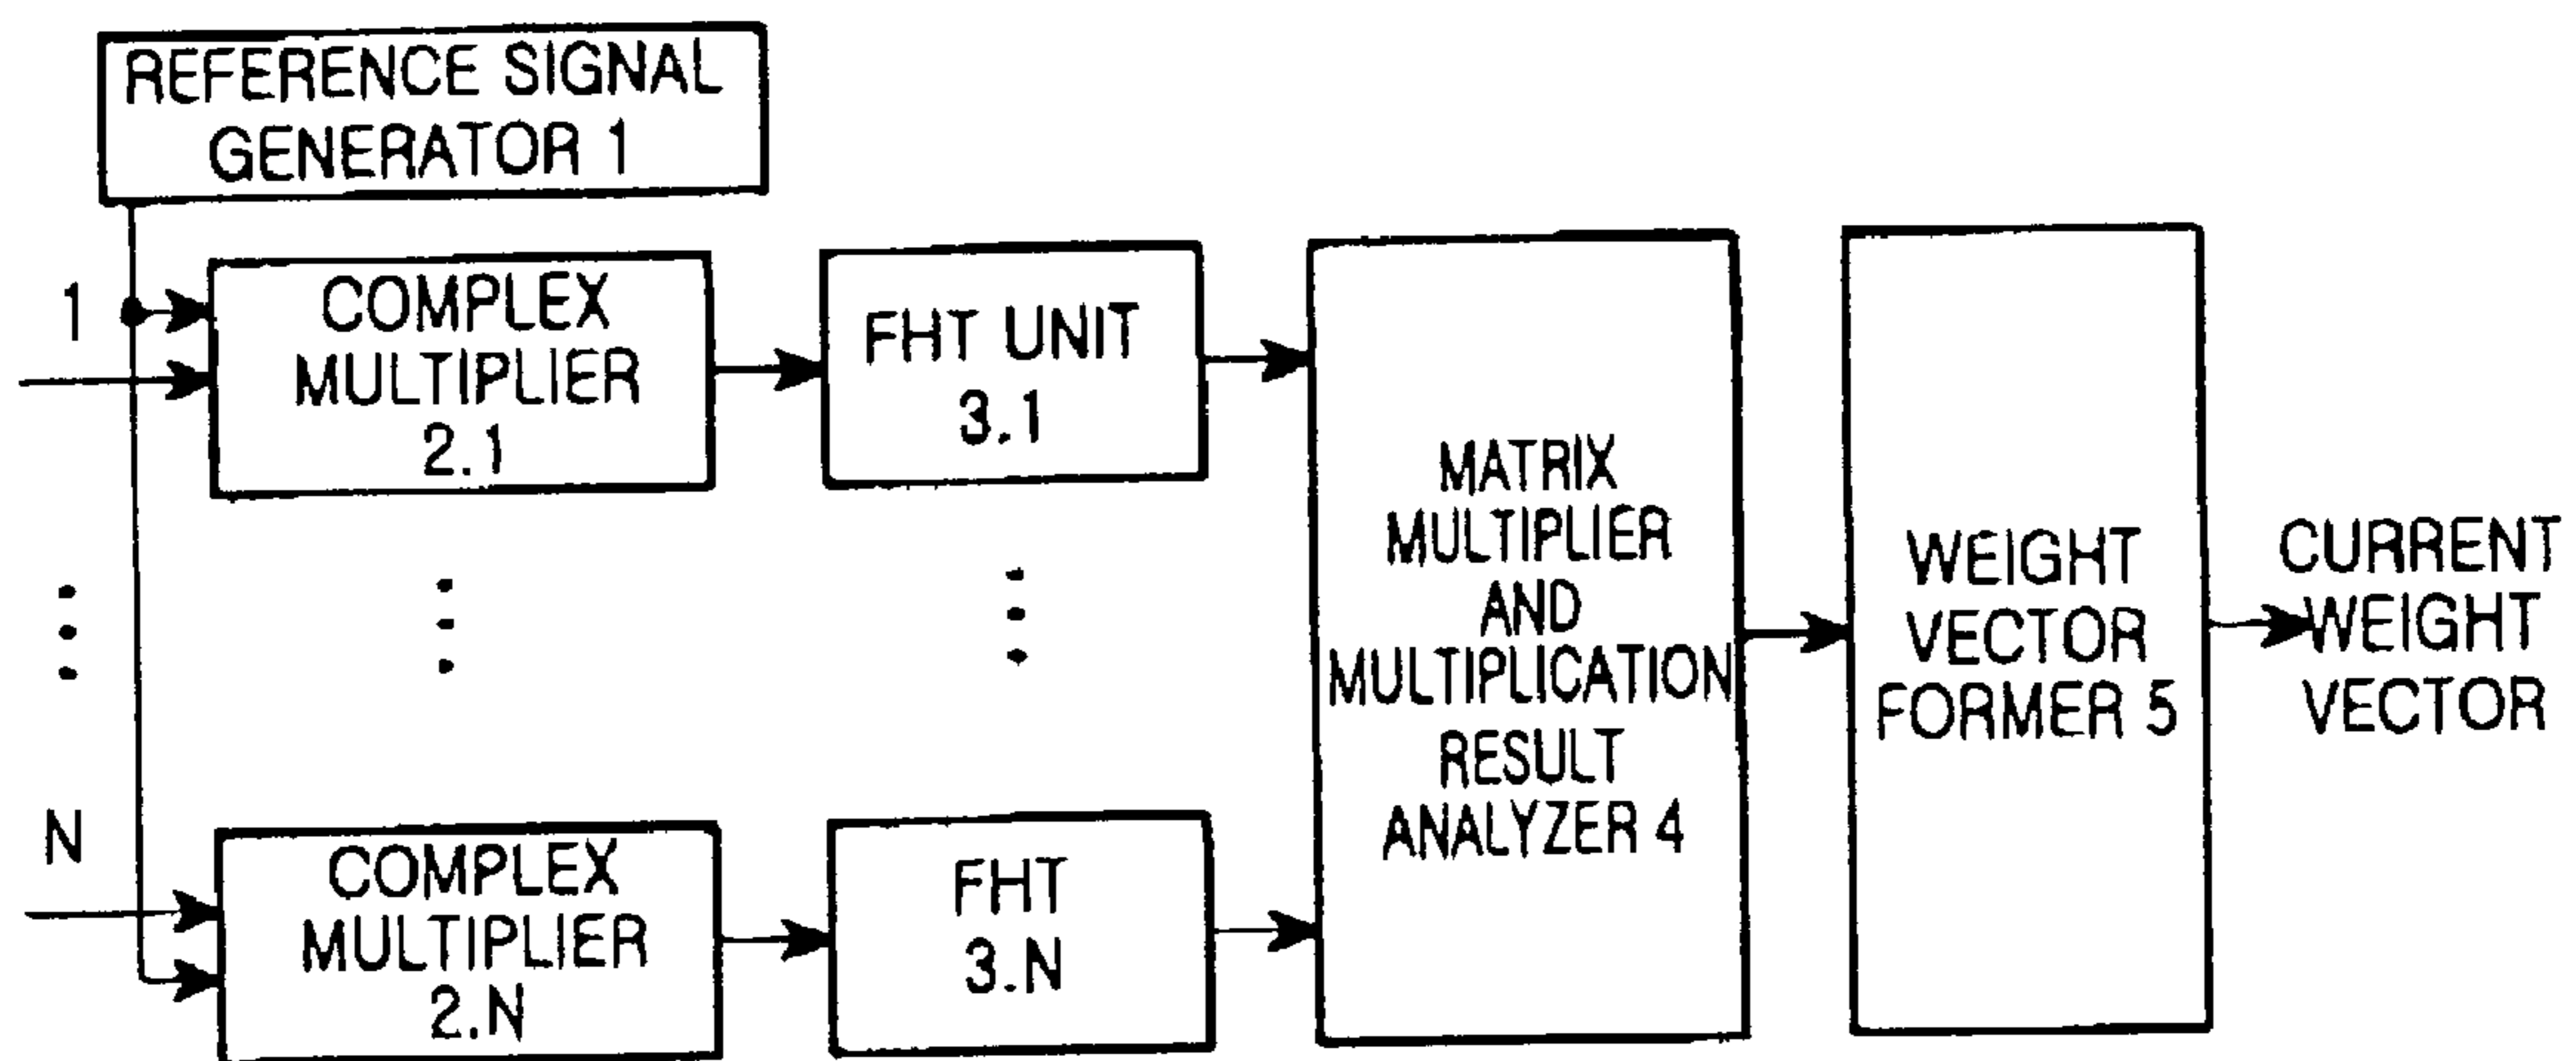 REFERENCE SIGNAL
GENERATOR 1
1
COMPLEX
MULTIPLIER
2.1
FHT UNIT
3.1
MATRIX
MULTIPLIER
AND
MULTIPLICATION
RESULT
ANALYZER 4
WEIGHT
VECTOR
FORMER 5
CURRENT
WEIGHT
VECTOR
N
COMPLEX
MULTIPLIER
2.N
FHT
3.N